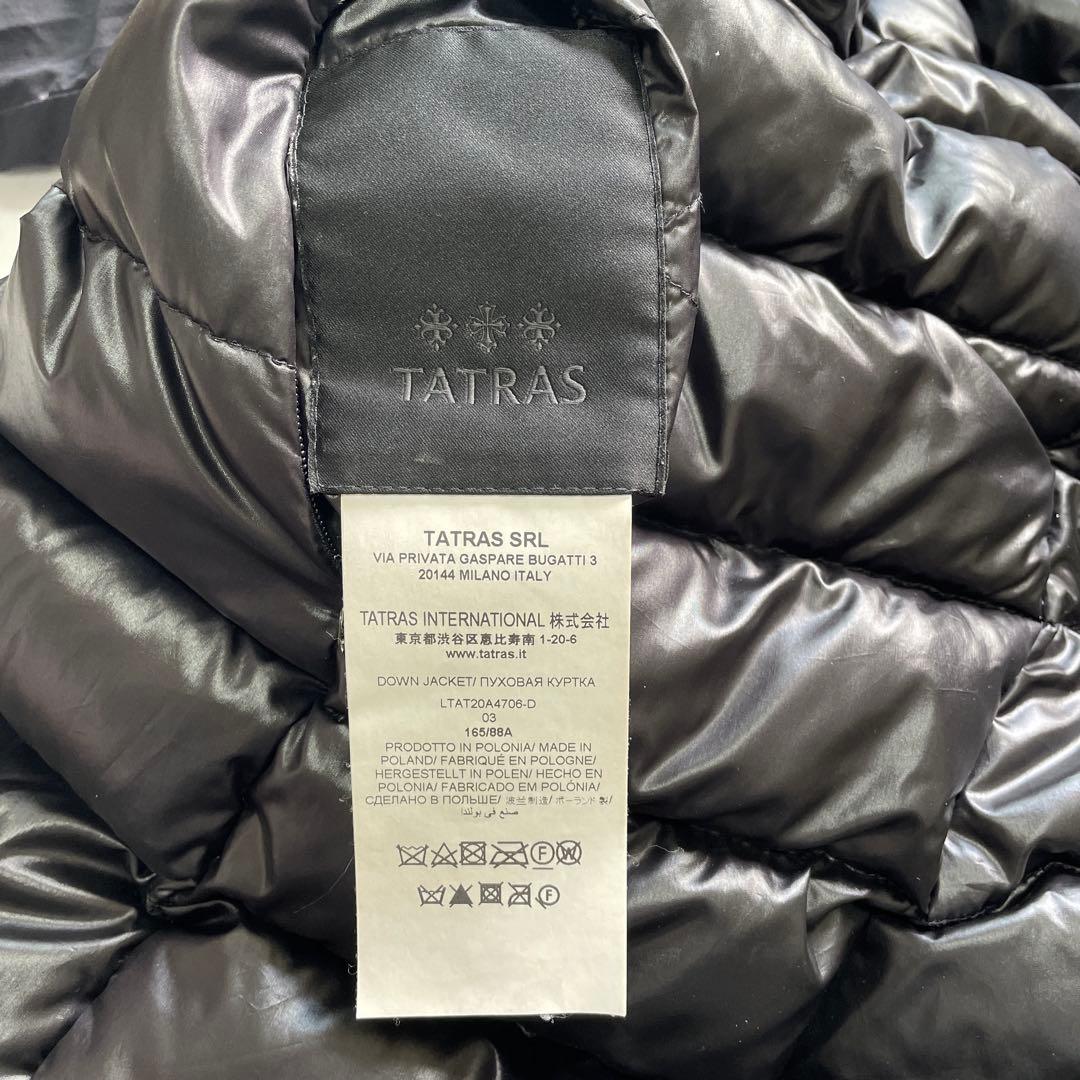 TATRAS
TATRAS SRL
VIA PRIVATA GASPARE BUGATTI 3
20144 MILANO ITALY
TATRAS INTERNATIONAL 株式会社
東京都渋谷区恵比寿南 1-20-6
www.tatras.it
DOWN JACKET/ ПУХОВАЯ КУРТКА
LTAT20A4706-D
03
165/88A
PRODOTTO IN POLONIA/ MADE IN
POLAND/ FABRIQUÉ EN POLOGNE/
HERGESTELLT IN POLEN/ HECHO EN
POLONIA/ FABRICADO EM POLÓNIA/
СДЕЛАНО В ПОЛЬШЕ/ 波兰制造/ ポーランド製/
صنع في بولندا
F W
F